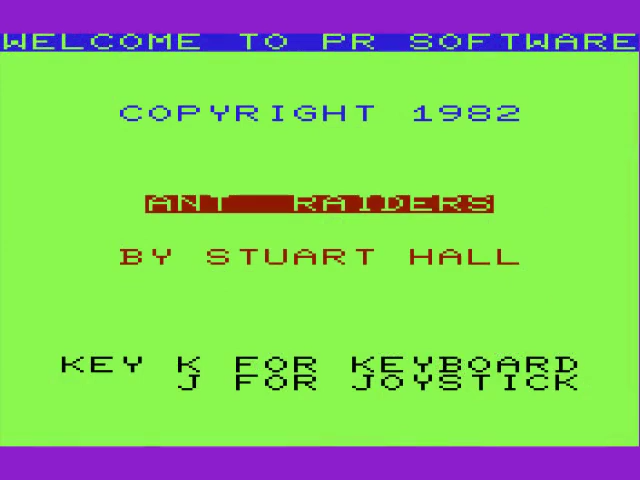 WELCOME TO PR SOFTWARE
COPYRIGHT 1982
ANT RAIDERS
BY STUART HALL
KEY K FOR KEYBOARD
J FOR JOYSTICK